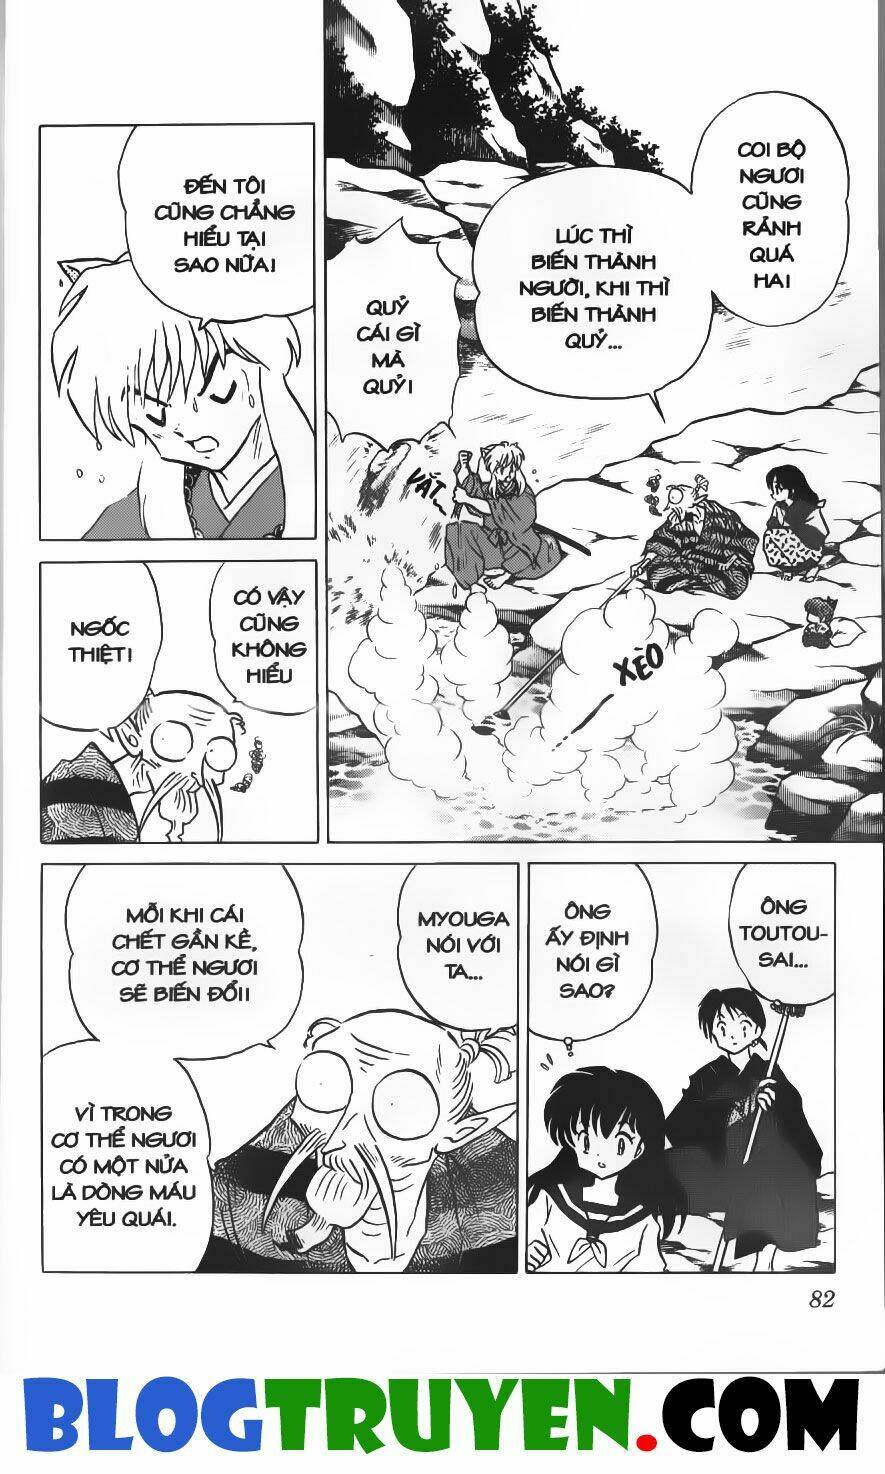 COI BỘ
NGƯƠI
CŨNG
RẢNH
QUÁ
HA!
LÚC THÌ
BIẾN THÀNH
NGƯỜI, KHI THÌ
BIẾN THÀNH
QUỶ...
QUỶ
CÁI GÌ
MÀ
QUỶ!
VẮT...
XÈO
ĐẾN TÔI
CŨNG CHẲNG
HIỂU TẠI
SAO NỮA!
CÓ VẬY
CŨNG
KHÔNG
HIỂU
NGỐC
THIỆT!
ÔNG
TOUTOU-
SAI...
ÔNG
ẤY ĐỊNH
NÓI GÌ
SAO?
MYOUGA
NÓI VỚI
TA...
MỖI KHI CÁI
CHẾT GẦN KỀ,
CƠ THỂ NGƯƠI
SẼ BIẾN ĐỔI!
VÌ TRONG
CƠ THỂ NGƯƠI
CÓ MỘT NỬA
LÀ DÒNG MÁU
YÊU QUÁI.
82
BLOGTRUYEN.COM